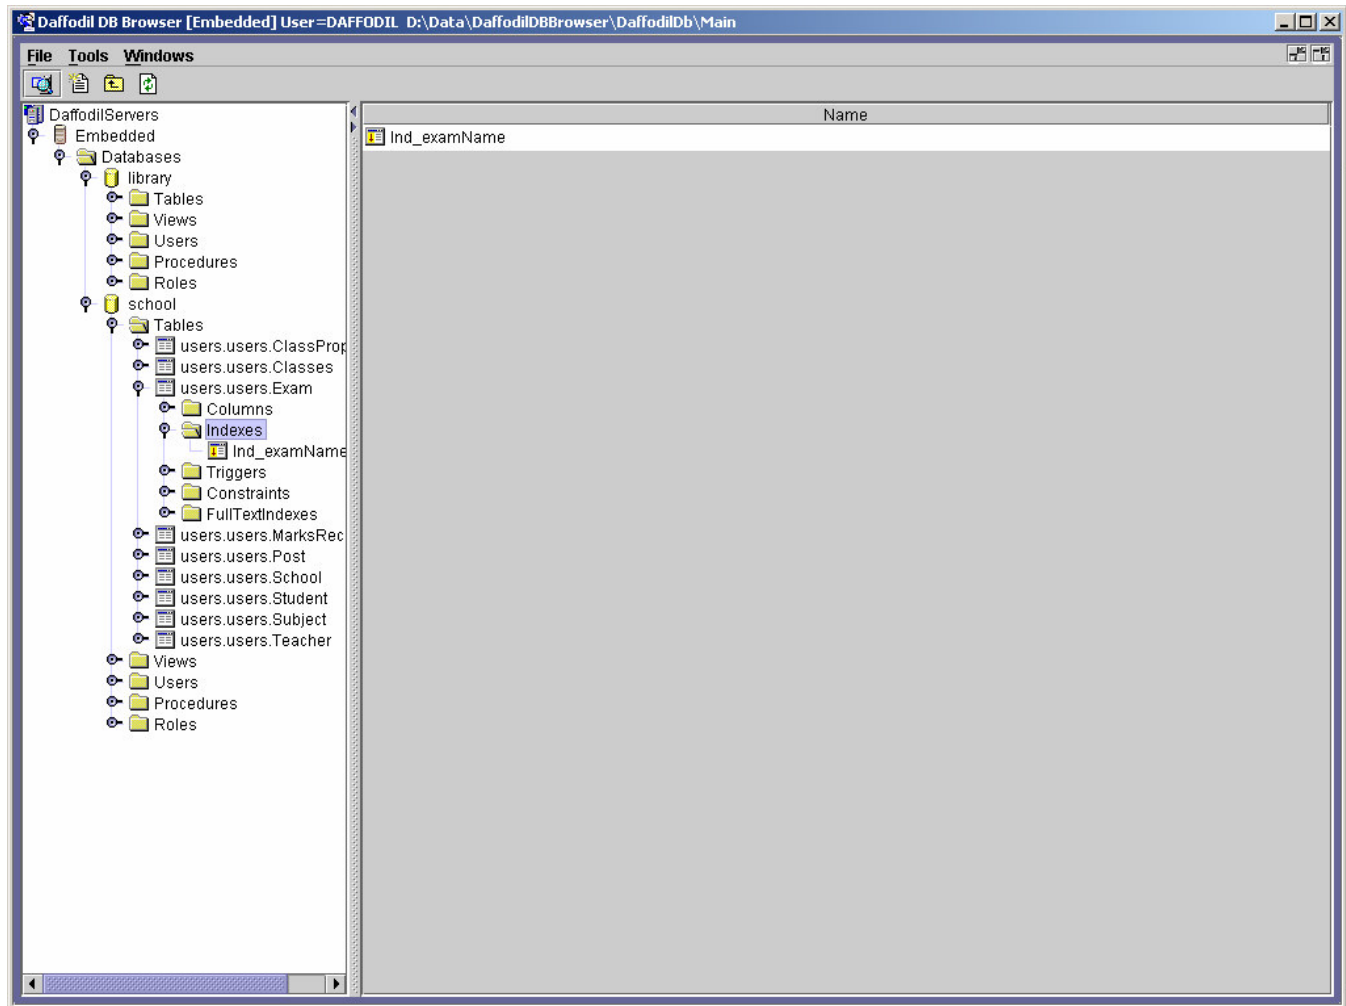 Daffodil DB Browser [Embedded] User=DAFFODIL D:\Data\DaffodilDBBrowser\DaffodilDb\Main
File Tools Windows
DaffodilServers
Name
Embedded
Ind_examName
Databases
library
Tables
Views
Users
Procedures
Roles
school
Tables
users.users.ClassProp
users.users.Classes
users.users.Exam
Columns
Indexes
Ind_examName
Triggers
Constraints
FullTextIndexes
users.users.MarksRec
users.users.Post
users.users.School
users.users.Student
users.users.Subject
users.users.Teacher
Views
Users
Procedures
Roles